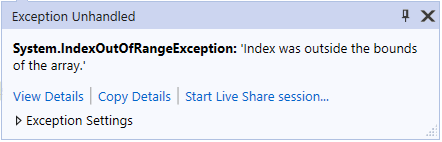 Exception Unhandled
System.IndexOutOfRangeException: 'Index was outside the bounds
of the array.'
View Details | Copy Details | Start Live Share session...
Exception Settings